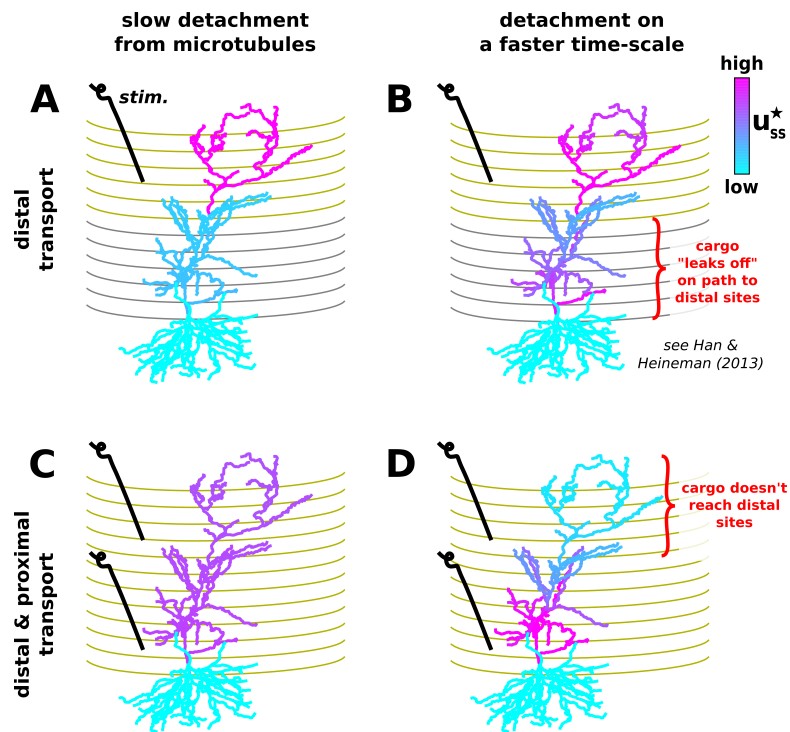 slow detachment
from microtubules
detachment on
a faster time-scale
high
u★ss
low
A
stim.
B
distal
transport
cargo
"leaks off"
on path to
distal sites
see Han &
Heineman (2013)
C
D
cargo doesn't
reach distal
sites
distal & proximal
transport